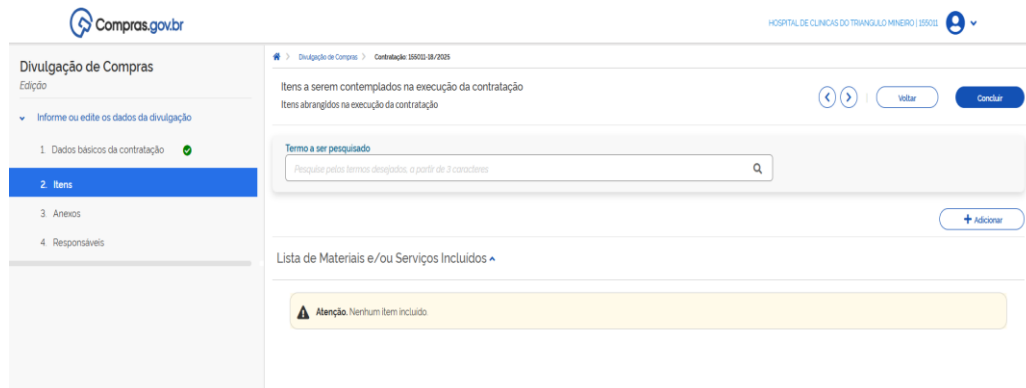 Compras.gov.br
HOSPITAL DE CLINICAS DO TRIANGULO MINEIRO | 155011
Divulgação de Compras
Edição
Informe ou edite os dados da divulgação
1. Dados básicos da contratação
2. Itens
3. Anexos
4. Responsáveis
Divulgação de Compras > Contratação: 155011-18/2025
Itens a serem contemplados na execução da contratação
Itens abrangidos na execução da contratação
Voltar
Concluir
Termo a ser pesquisado
Pesquise pelos termos desejados, a partir de 3 caracteres
+ Adicionar
Lista de Materiais e/ou Serviços Incluídos
Atenção. Nenhum item incluído.